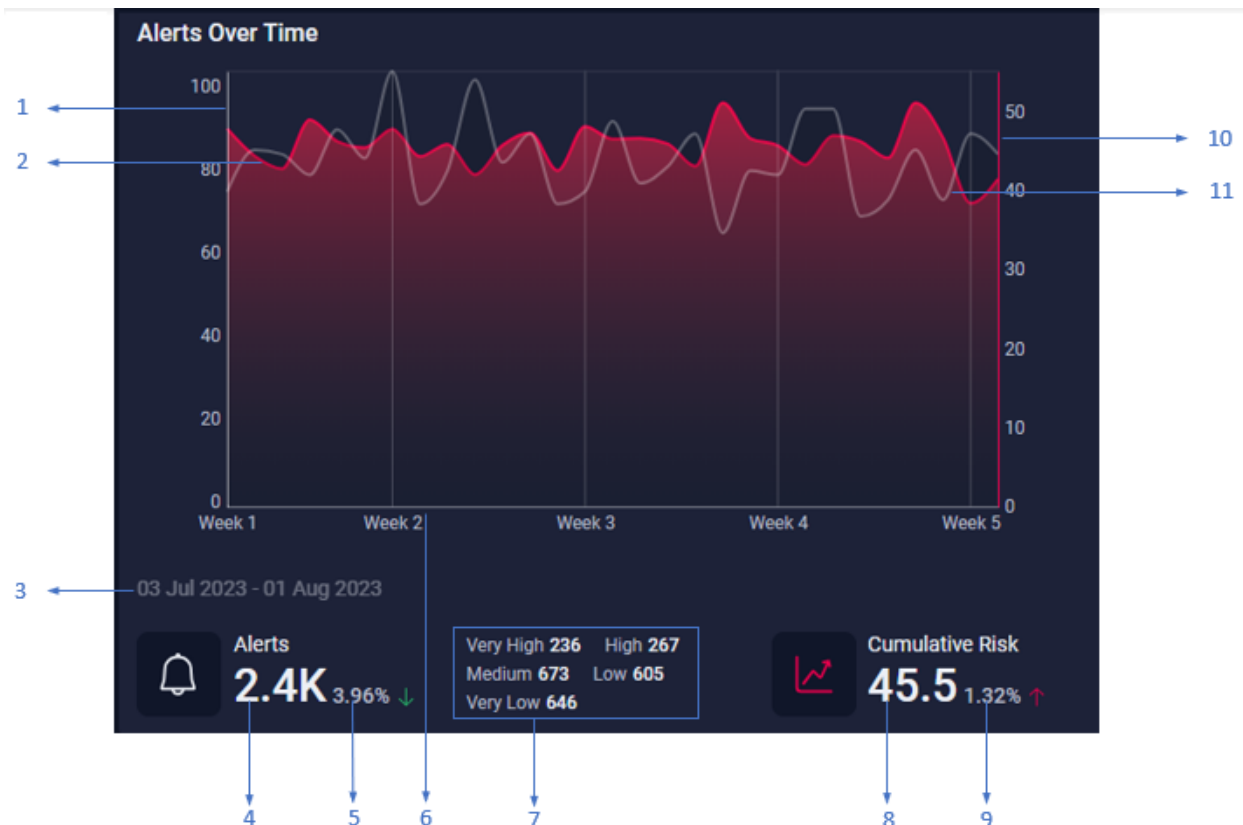 Alerts Over Time
100
50
1
10
2
80
40
11
60
30
40
20
20
10
0
0
Week 1 Week 2 Week 3 Week 4 Week 5
3
03 Jul 2023 - 01 Aug 2023
Alerts
2.4K 3.96% ↓
Very High 236 High 267
Medium 673 Low 605
Very Low 646
Cumulative Risk
45.5 1.32% ↑
4 5 6 7 8 9